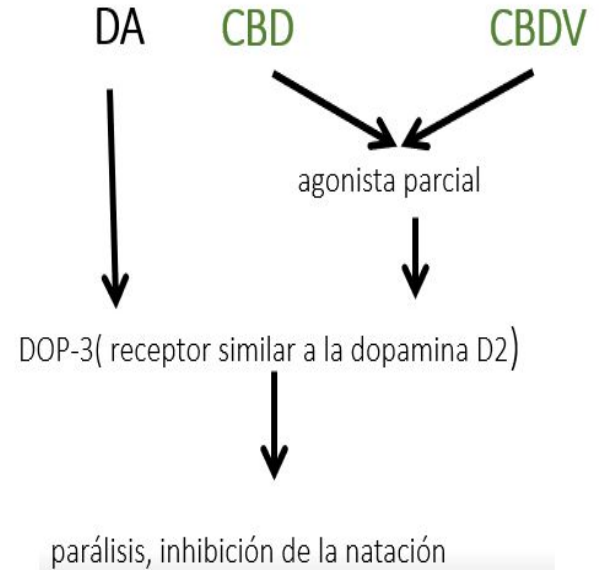 DA CBD CBDV
agonista parcial
DOP-3( receptor similar a la dopamina D2)
parálisis, inhibición de la natación